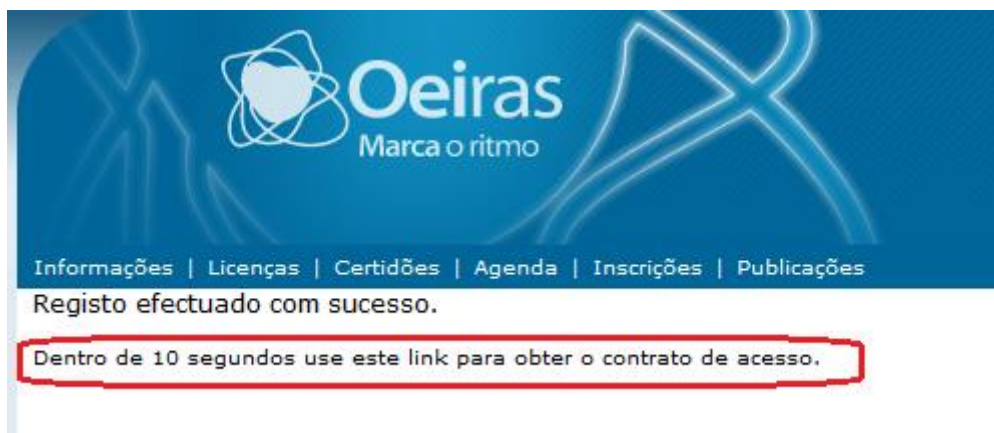 Oeiras
Marca o ritmo
Informações | Licenças | Certidões | Agenda | Inscrições | Publicações
Registo efectuado com sucesso.
Dentro de 10 segundos use este link para obter o contrato de acesso.